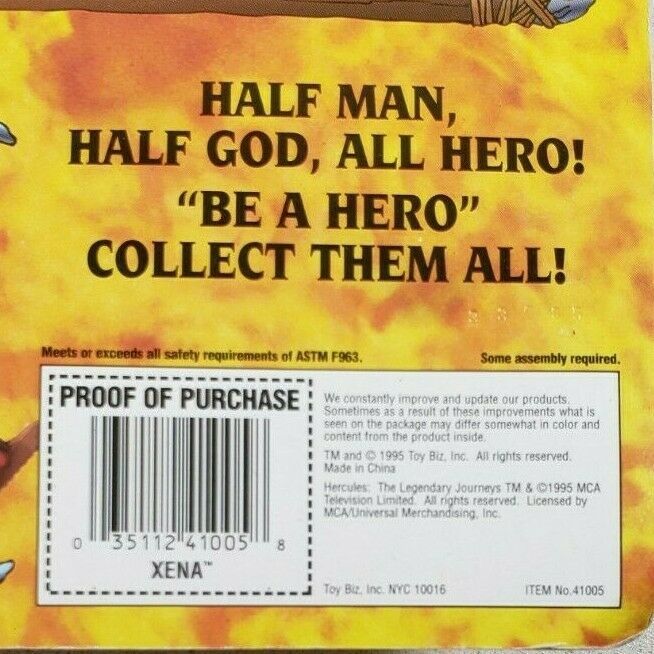 HALF MAN,
HALF GOD, ALL HERO!
“BE A HERO”
COLLECT THEM ALL!
Meets or exceeds all safety requirements of ASTM F963.
Some assembly required.
PROOF OF PURCHASE
0 35112 41005 8
XENA™
We constantly improve and update our products.
Sometimes as a result of these improvements what is
seen on the package may differ somewhat in color and
content from the product inside.
TM and © 1995 Toy Biz, Inc. All rights reserved.
Made in China
Hercules: The Legendary Journeys TM & ©1995 MCA
Television Limited. All rights reserved. Licensed by
MCA/Universal Merchandising, Inc.
Toy Biz, Inc. NYC 10016
ITEM No.41005